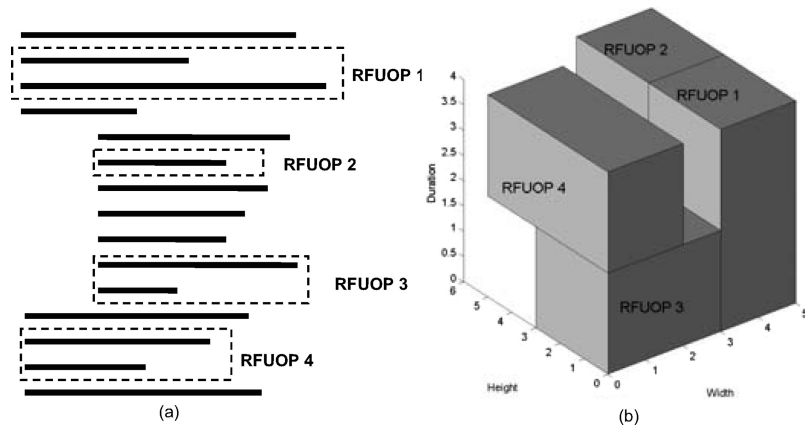 RFUOP 1
RFUOP 2
RFUOP 3
RFUOP 4
(a)
RFUOP 2
RFUOP 1
RFUOP 4
RFUOP 3
Duration
4
3.5
3
2.5
2
1.5
1
0.5
0
6
5
4
3
2
1
0
0
1
2
3
4
5
Height
Width
(b)